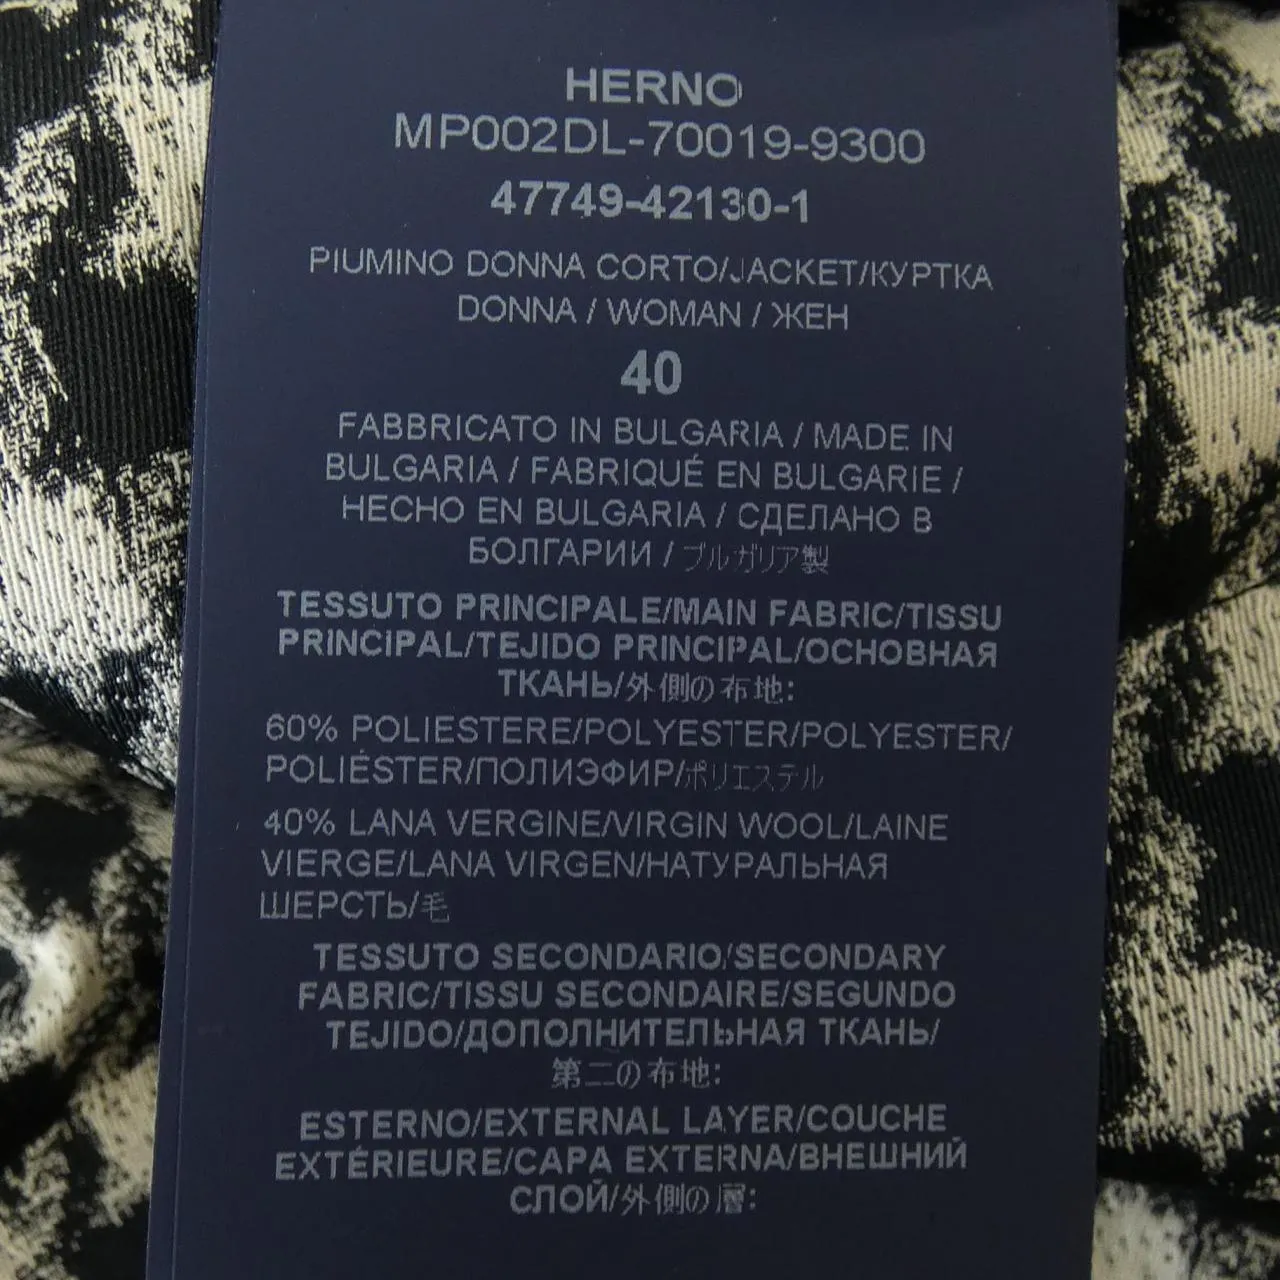 HERNO
MP002DL-70019-9300
47749-42130-1
PIUMINO DONNA CORTO/JACKET/КУРТКА
DONNA / WOMAN / ЖЕН
40
FABBRICATO IN BULGARIA / MADE IN
BULGARIA / FABRIQUÉ EN BULGARIE /
HECHO EN BULGARIA / СДЕЛАНО В
БОЛГАРИИ / ブルガリア製
TESSUTO PRINCIPALE/MAIN FABRIC/TISSU
PRINCIPAL/TEJIDO PRINCIPAL/ОСНОВНАЯ
ТКАНЬ/外側の布地:
60% POLIESTERE/POLYESTER/POLYESTER/
POLIÉSTER/ПОЛИЭФИР/ポリエステル
40% LANA VERGINE/VIRGIN WOOL/LAINE
VIERGE/LANA VIRGEN/НАТУРАЛЬНАЯ
ШЕРСТЬ/毛
TESSUTO SECONDARIO/SECONDARY
FABRIC/TISSU SECONDAIRE/SEGUNDO
TEJIDO/ДОПОЛНИТЕЛЬНАЯ ТКАНЬ/
第二の布地:
ESTERNO/EXTERNAL LAYER/COUCHE
EXTÉRIEURE/CAPA EXTERNA/ВНЕШНИЙ
СЛОЙ/外側の層: